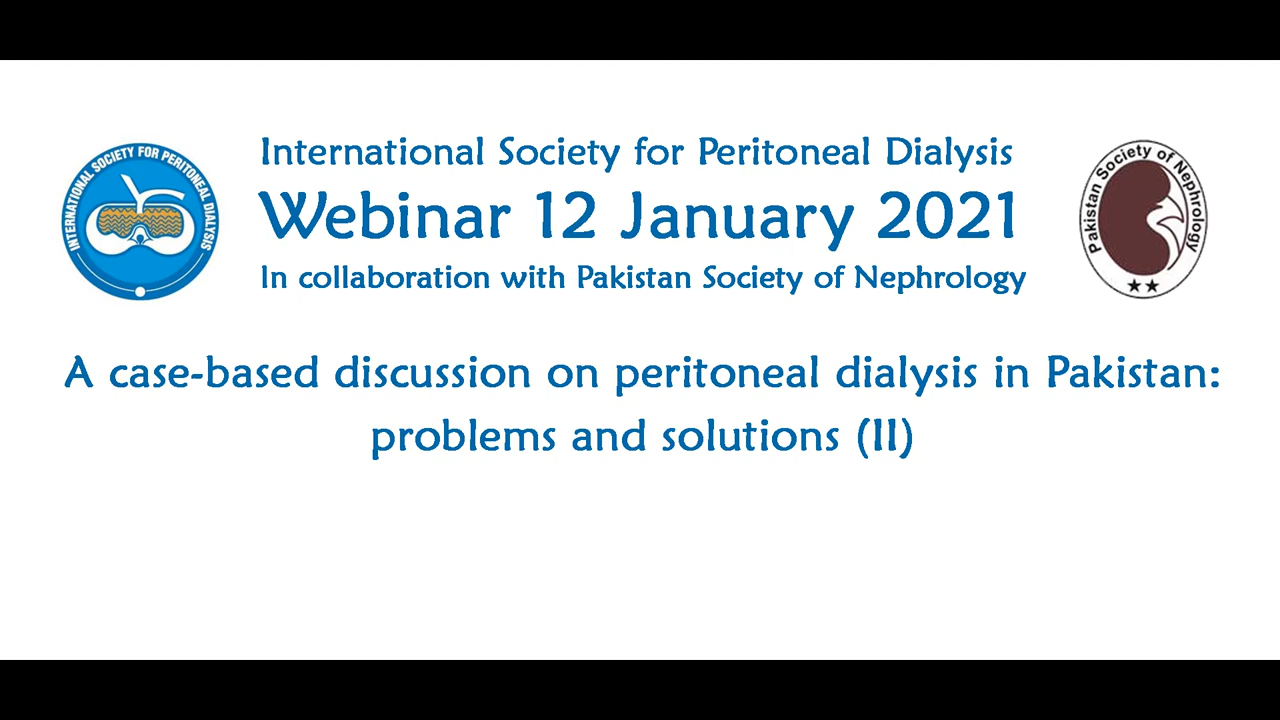 International Society for Peritoneal Dialysis
Webinar 12 January 2021
In collaboration with Pakistan Society of Nephrology
INTERNATIONAL SOCIETY FOR PERITONEAL DIALYSIS
Pakistan Society of Nephrology
A case-based discussion on peritoneal dialysis in Pakistan:
problems and solutions (II)